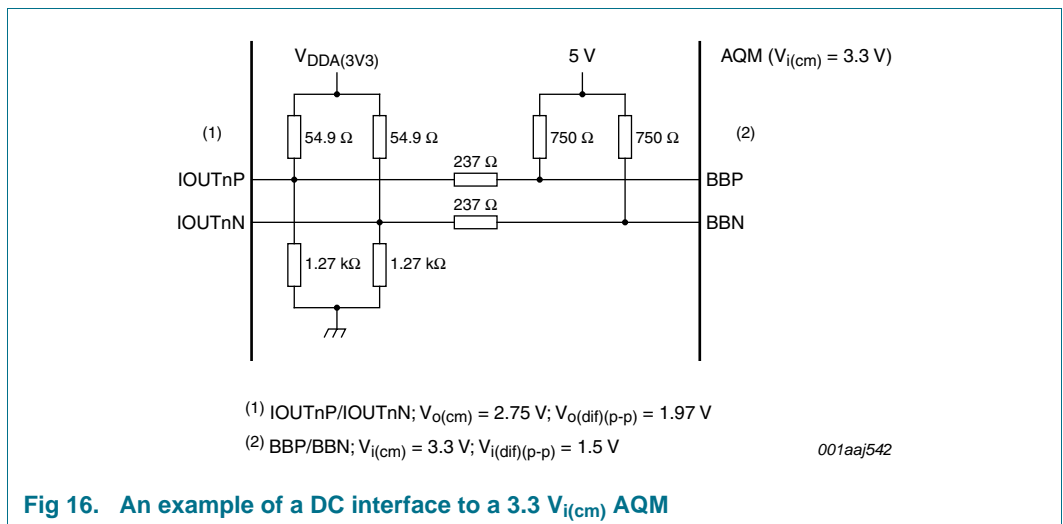 VDDA(3V3)
5 V
AQM (Vi(cm) = 3.3 V)
(1)
54.9 Ω
54.9 Ω
750 Ω
750 Ω
(2)
237 Ω
IOUTnP
BBP
237 Ω
IOUTnN
BBN
1.27 kΩ
1.27 kΩ
(1) IOUTnP/IOUTnN; Vo(cm) = 2.75 V; Vo(dif)(p-p) = 1.97 V
(2) BBP/BBN; Vi(cm) = 3.3 V; Vi(dif)(p-p) = 1.5 V
001aaj542
Fig 16. An example of a DC interface to a 3.3 Vi(cm) AQM